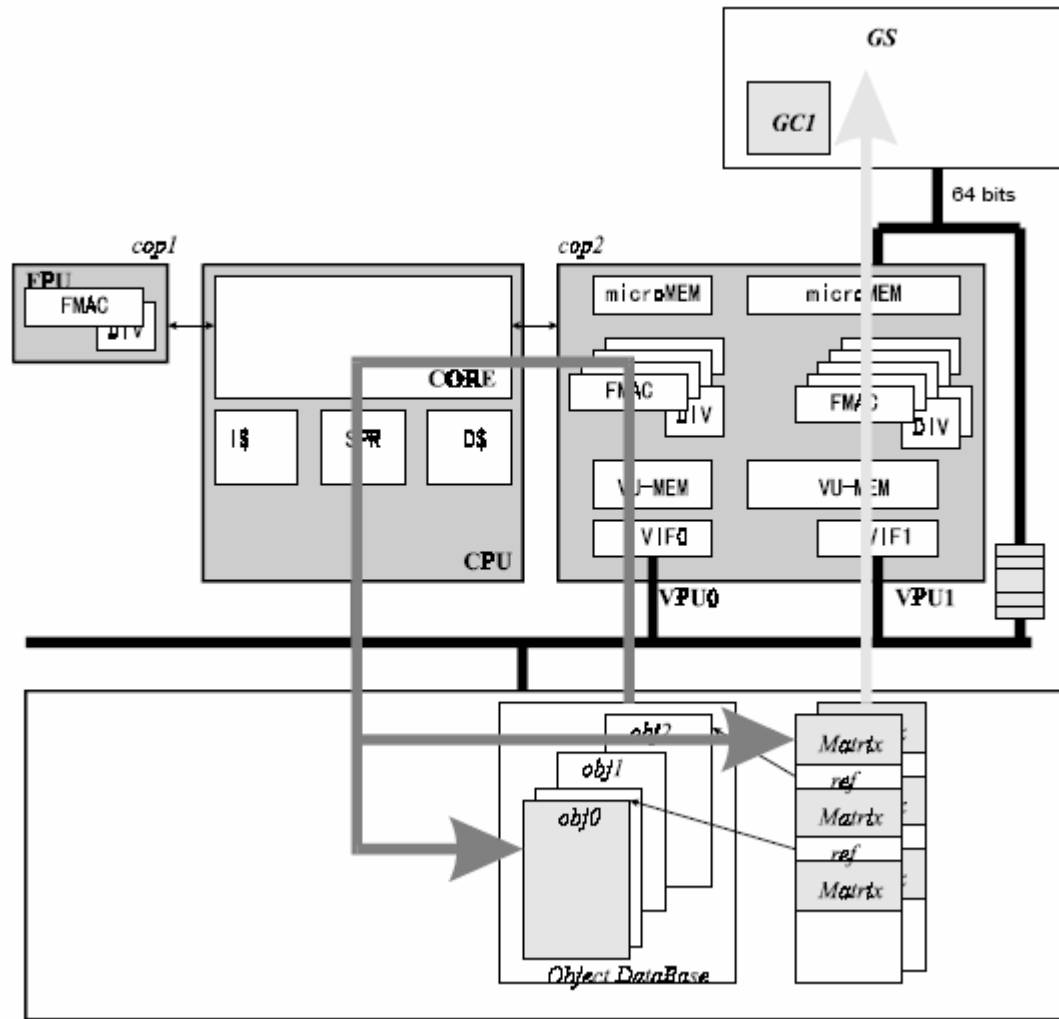 GS
GC1
64 bits
cop1
cop2
FPU
FMAC
DIV
CORE
I$
SPR
D$
CPU
microMEM
microMEM
FMAC
DIV
FMAC
DIV
VU-MEM
VU-MEM
VIF0
VIF1
VPU0
VPU1
obj2
obj1
obj0
Object DataBase
Matrix
ref
Matrix
ref
Matrix